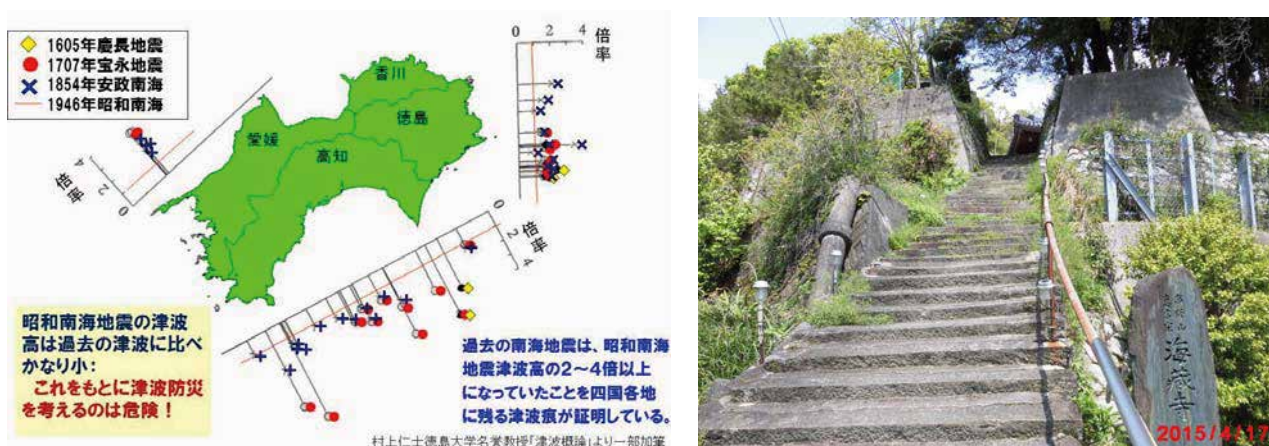 1605年慶長地震
1707年宝永地震
1854年安政南海
1946年昭和南海
0 2 4 倍率
香川
徳島
愛媛
高知
4 2 0
倍率
0 2 4
倍率
昭和南海地震の津波
高は過去の津波に比べ
かなり小：
これをもとに津波防災
を考えるのは危険！
過去の南海地震は、昭和南海
地震津波高の2～4倍以上
になっていたことを四国各地
に残る津波痕が証明している。
村上仁士徳島大学名誉教授「津波概論」より一部加筆
海蔵寺
2015/4/17